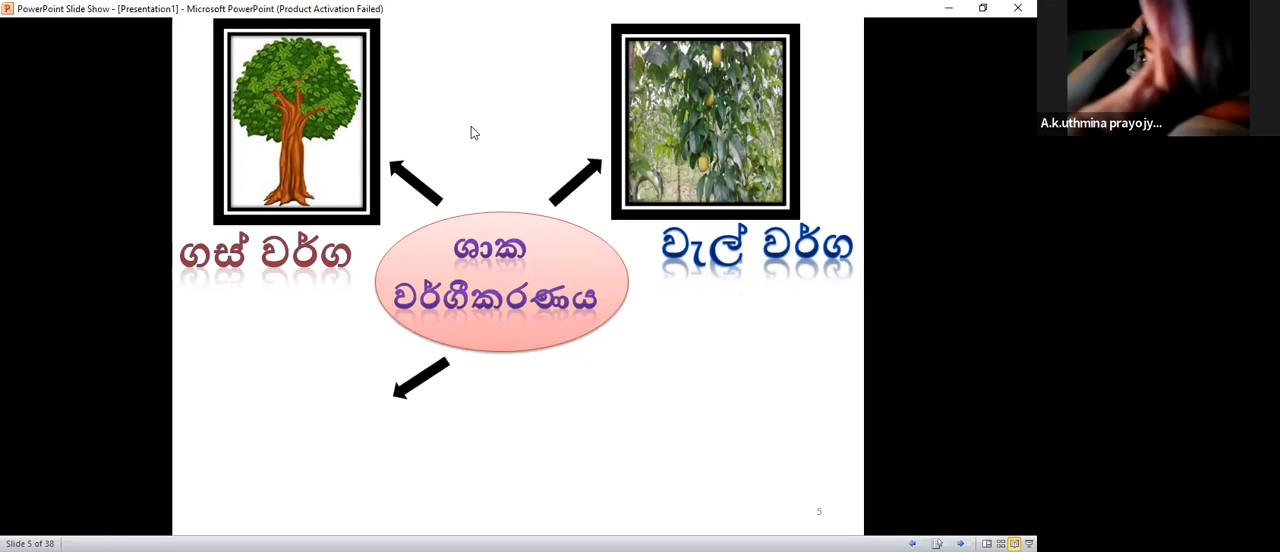 PowerPoint Slide Show - [Presentation1] - Microsoft PowerPoint (Product Activation Failed)
A.k.uthmina prayojy...
ගස් වර්ග
වැල් වර්ග
ශාක
වර්ගීකරණය
5
Slide 5 of 38